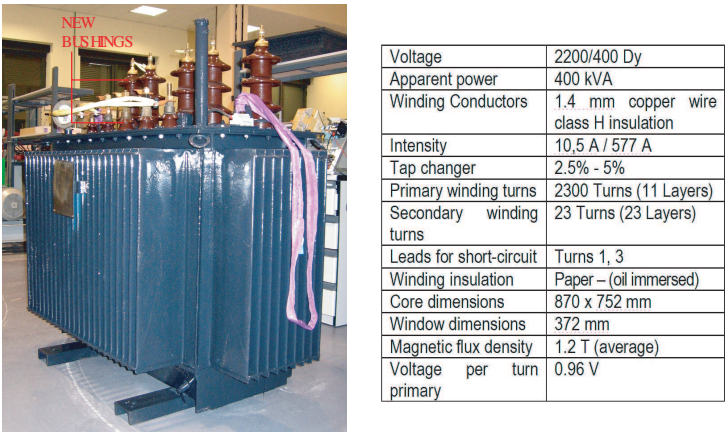 NEW
BUSHINGS
Voltage 2200/400 Dy
Apparent power 400 kVA
Winding Conductors 1.4 mm copper wire
class H insulation
Intensity 10,5 A / 577 A
Tap changer 2.5% - 5%
Primary winding turns 2300 Turns (11 Layers)
Secondary winding 23 Turns (23 Layers)
turns
Leads for short-circuit Turns 1, 3
Winding insulation Paper – (oil immersed)
Core dimensions 870 x 752 mm
Window dimensions 372 mm
Magnetic flux density 1.2 T (average)
Voltage per turn 0.96 V
primary